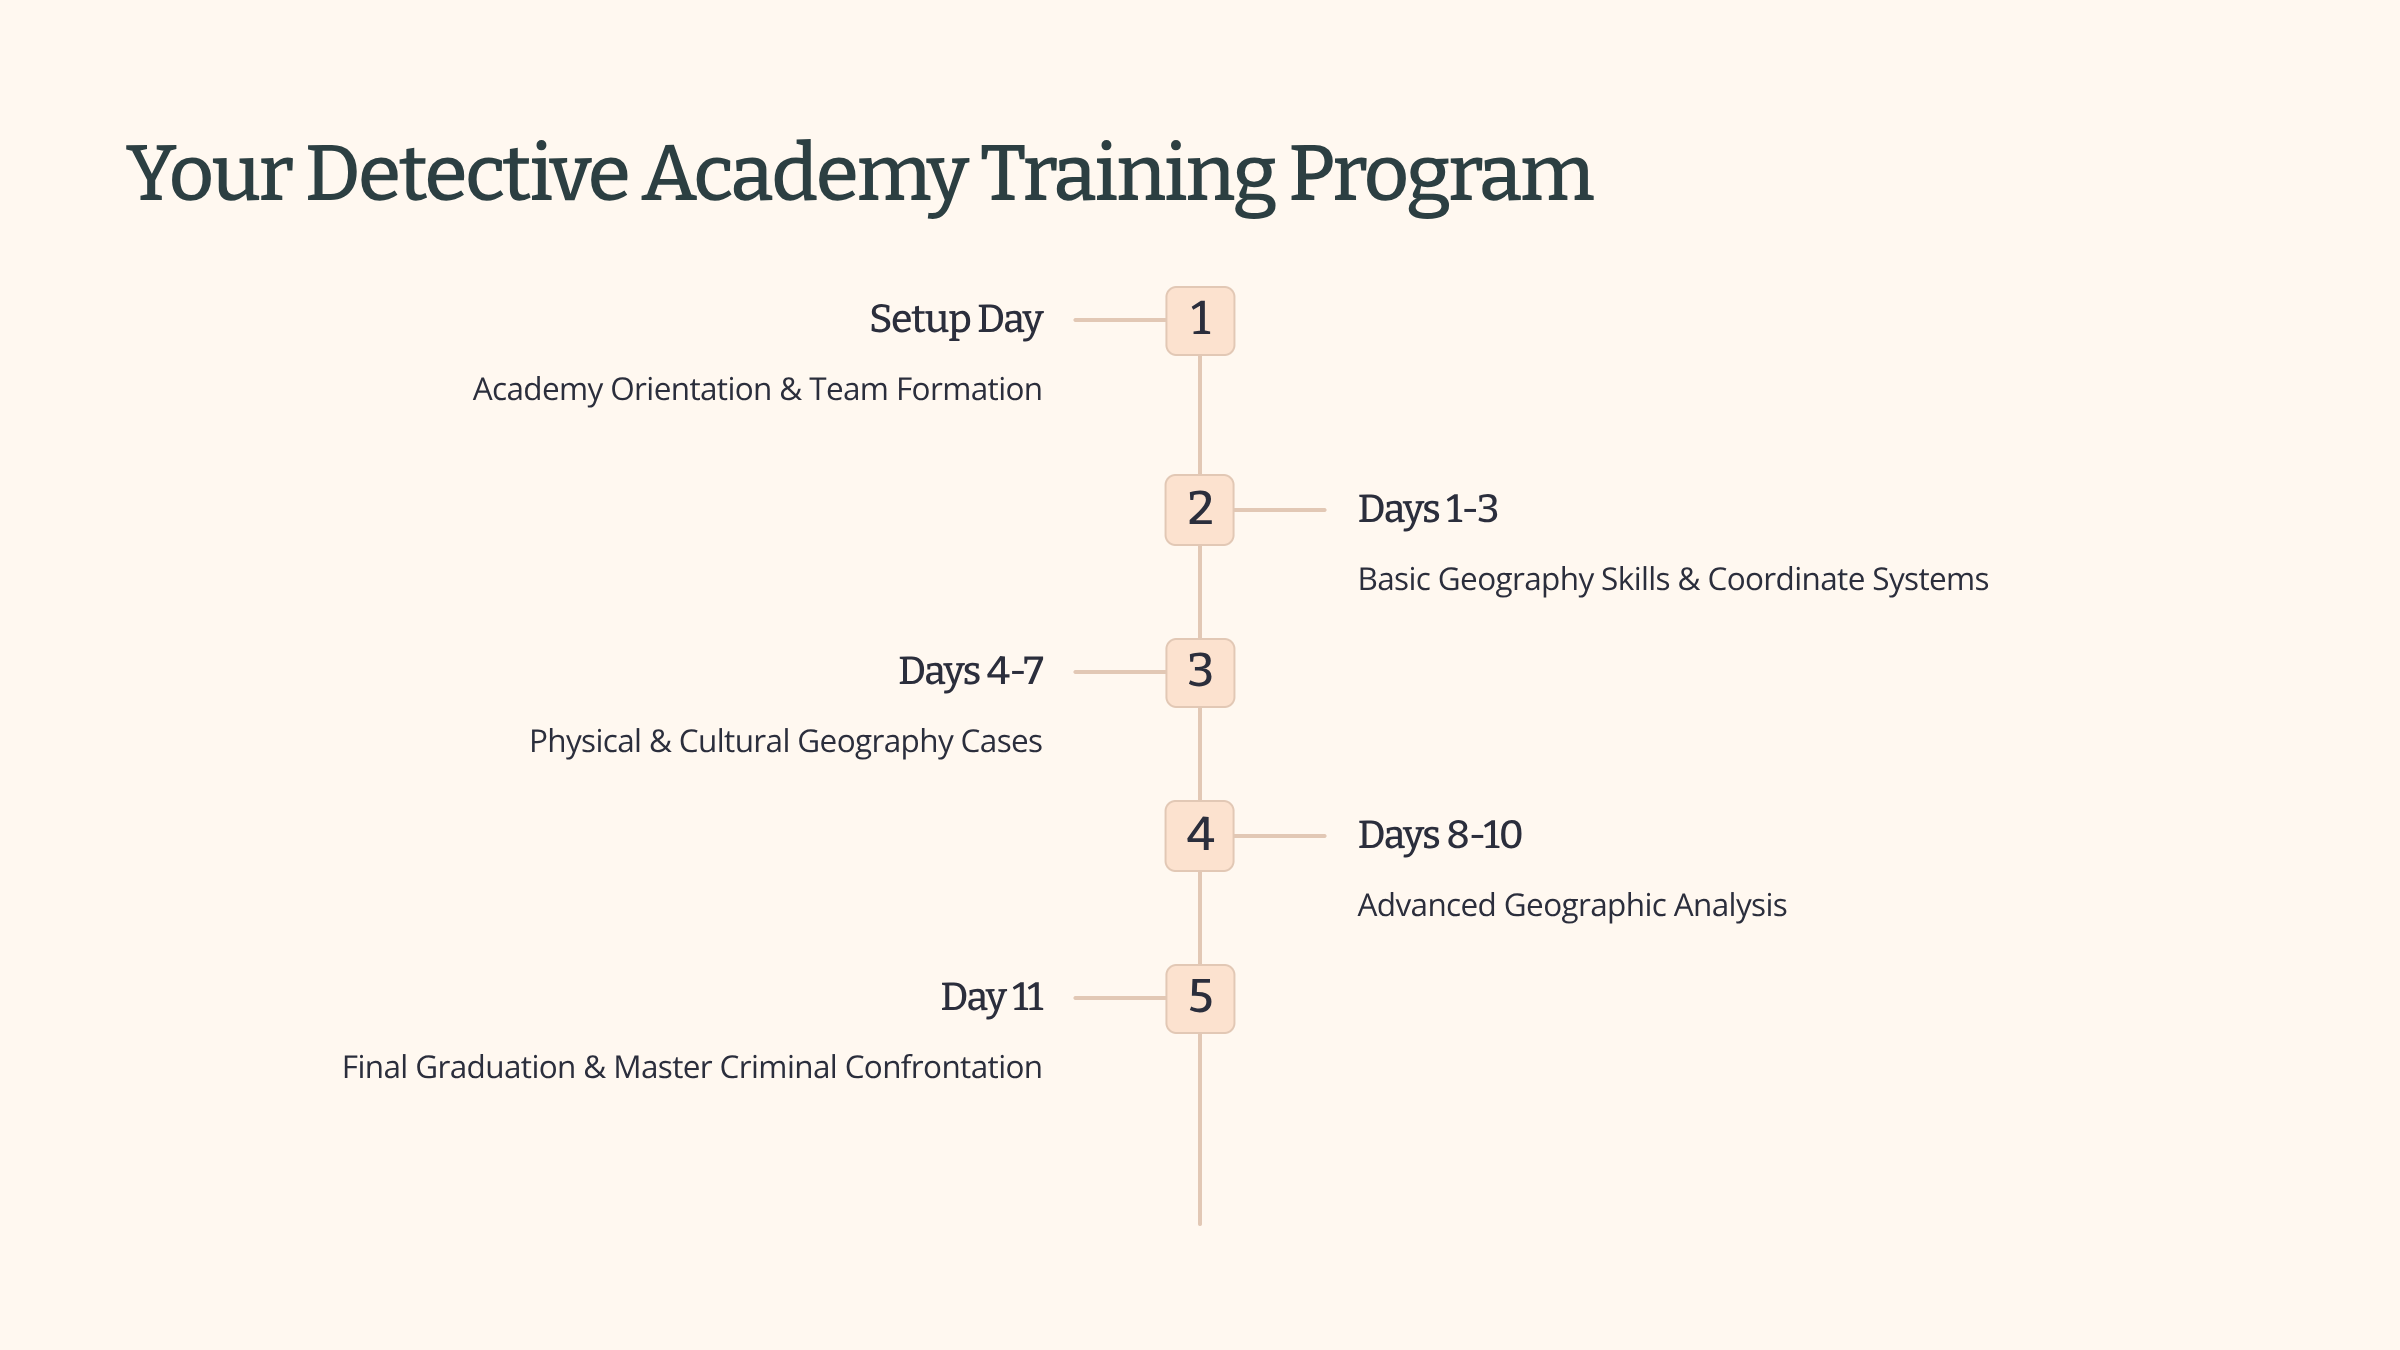 Your Detective Academy Training Program
1
Setup Day
Academy Orientation & Team Formation
2
Days 1-3
Basic Geography Skills & Coordinate Systems
3
Days 4-7
Physical & Cultural Geography Cases
4
Days 8-10
Advanced Geographic Analysis
5
Day 11
Final Graduation & Master Criminal Confrontation